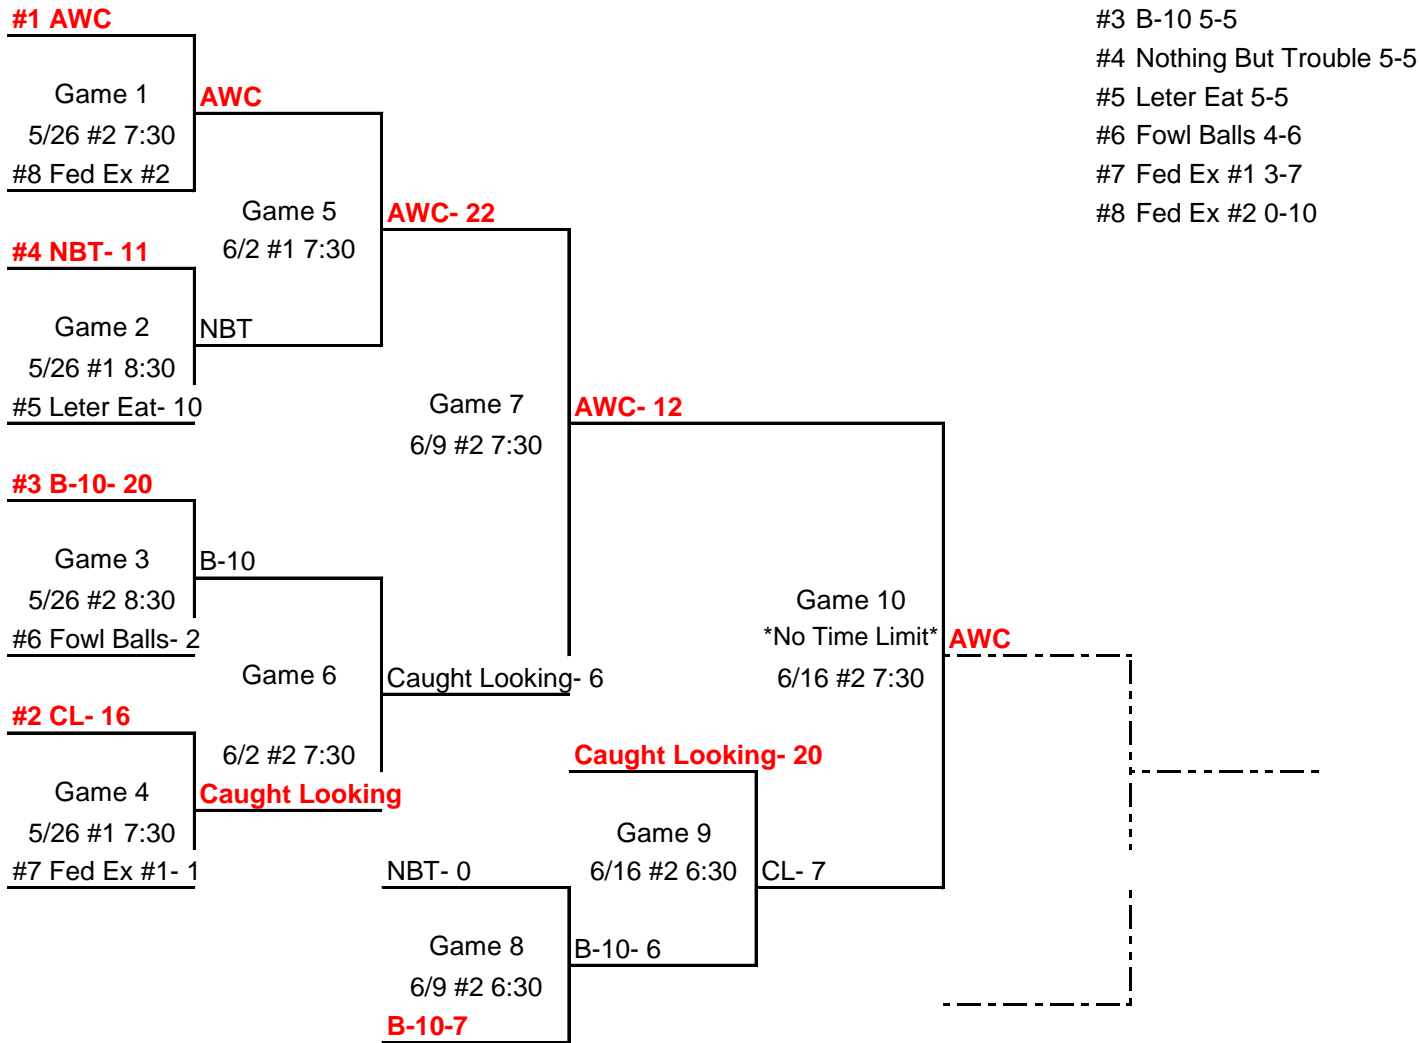 #1 AWC
#3 B-10 5-5
#4 Nothing But Trouble 5-5
Game 1
AWC
#5 Leter Eat 5-5
5/26 #2 7:30
#6 Fowl Balls 4-6
#8 Fed Ex #2
#7 Fed Ex #1 3-7
Game 5
AWC- 22
#8 Fed Ex #2 0-10
#4 NBT- 11
6/2 #1 7:30
Game 2
NBT
5/26 #1 8:30
#5 Leter Eat- 10
Game 7
AWC- 12
6/9 #2 7:30
#3 B-10- 20
Game 3
B-10
5/26 #2 8:30
Game 10
#6 Fowl Balls- 2
*No Time Limit*
AWC
Game 6
Caught Looking- 6
6/16 #2 7:30
#2 CL- 16
6/2 #2 7:30
Caught Looking- 20
Game 4
Caught Looking
5/26 #1 7:30
Game 9
#7 Fed Ex #1- 1
NBT- 0
6/16 #2 6:30
CL- 7
Game 8
B-10- 6
6/9 #2 6:30
B-10-7